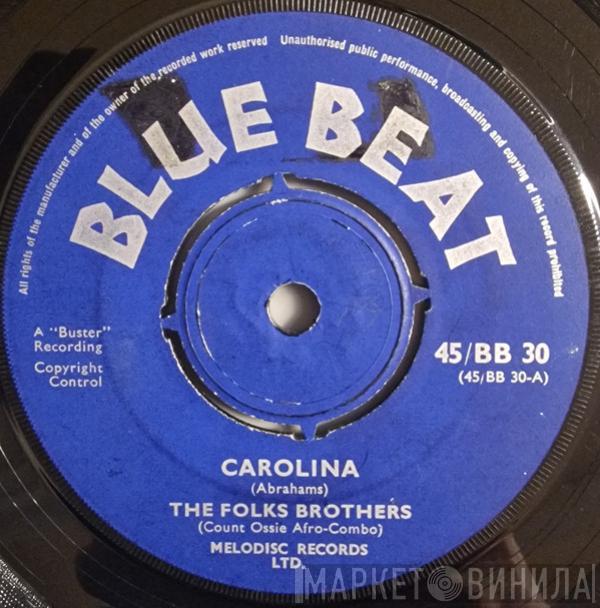 All rights of the manufacturer and of the owner of the recorded work reserved
Unauthorised public performance, broadcasting and copying of this record prohibited
BLUE BEAT
A "Buster"
Recording
Copyright
Control
45/BB 30
(45/BB 30-A)
CAROLINA
(Abrahams)
THE FOLKS BROTHERS
(Count Ossie Afro-Combo)
MELODISC RECORDS
LTD.
МАРКЕТ ВИНИЛА